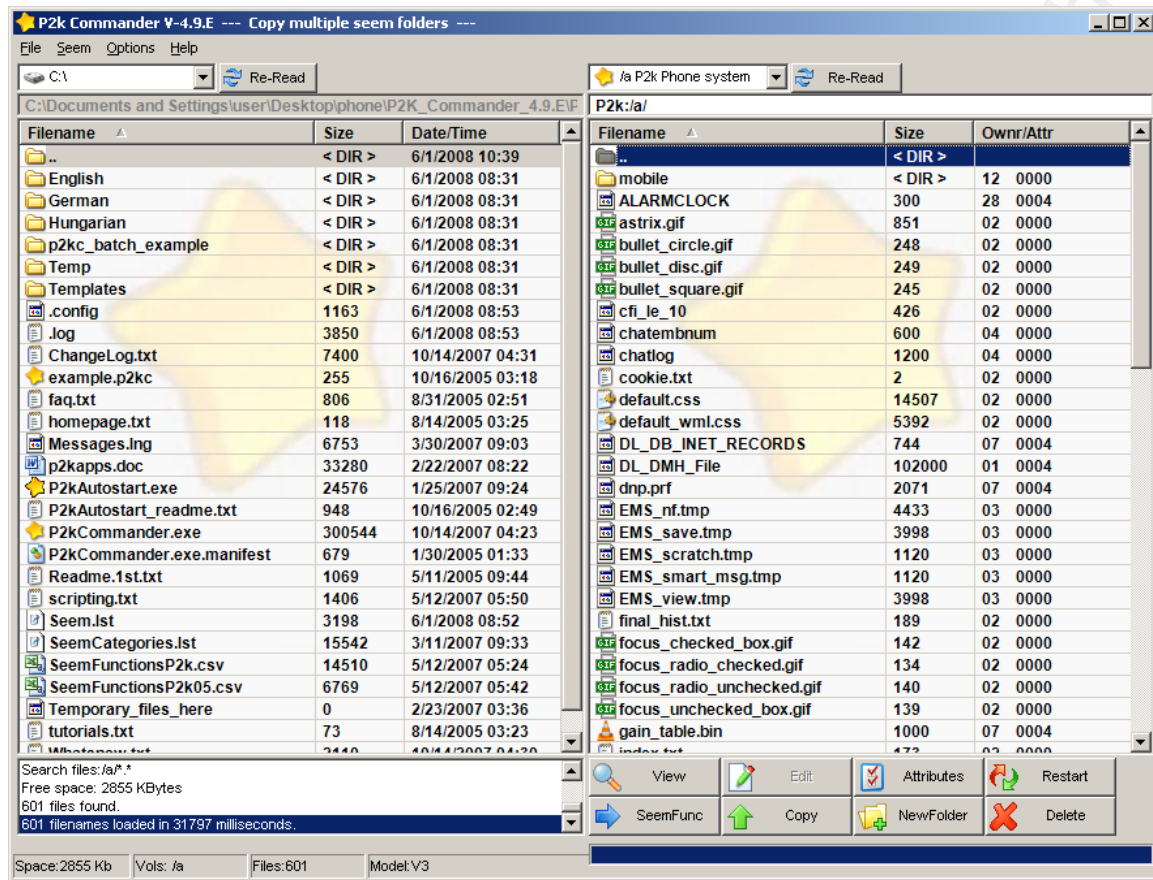 P2k Commander V-4.9.E --- Copy multiple seem folders ---
File Seem Options Help
C:\ Re-Read /a P2k Phone system Re-Read
C:\Documents and Settings\user\Desktop\phone\P2K_Commander_4.9.E\P P2k:/a/
Filename Size Date/Time Filename Size Ownr/Attr
.. < DIR > 6/1/2008 10:39 .. < DIR >
English < DIR > 6/1/2008 08:31 mobile < DIR > 12 0000
German < DIR > 6/1/2008 08:31 ALARMCLOCK 300 28 0004
Hungarian < DIR > 6/1/2008 08:31 GIF astrix.gif 851 02 0000
p2kc_batch_example < DIR > 6/1/2008 08:31 GIF bullet_circle.gif 248 02 0000
Temp < DIR > 6/1/2008 08:31 GIF bullet_disc.gif 249 02 0000
Templates < DIR > 6/1/2008 08:31 GIF bullet_square.gif 245 02 0000
.config 1163 6/1/2008 08:53 cfi_le_10 426 02 0000
.log 3850 6/1/2008 08:53 chatembnum 600 04 0000
ChangeLog.txt 7400 10/14/2007 04:31 chatlog 1200 04 0000
example.p2kc 255 10/16/2005 03:18 cookie.txt 2 02 0000
faq.txt 806 8/31/2005 02:51 default.css 14507 02 0000
homepage.txt 118 8/14/2005 03:25 default_wml.css 5392 02 0000
Messages.lng 6753 3/30/2007 09:03 DL_DB_INET_RECORDS 744 07 0004
p2kapps.doc 33280 2/22/2007 08:22 DL_DMH_File 102000 01 0004
P2kAutostart.exe 24576 1/25/2007 09:24 dnp.prf 2071 07 0004
P2kAutostart_readme.txt 948 10/16/2005 02:49 EMS_nf.tmp 4433 03 0000
P2kCommander.exe 300544 10/14/2007 04:23 EMS_save.tmp 3998 03 0000
P2kCommander.exe.manifest 679 1/30/2005 01:33 EMS_scratch.tmp 1120 03 0000
Readme.1st.txt 1069 5/11/2005 09:44 EMS_smart_msg.tmp 1120 03 0000
scripting.txt 1406 5/12/2007 05:50 EMS_view.tmp 3998 03 0000
Seem.lst 3198 6/1/2008 08:52 final_hist.txt 189 02 0000
SeemCategories.lst 15542 3/11/2007 09:33 GIF focus_checked_box.gif 142 02 0000
SeemFunctionsP2k.csv 14510 5/12/2007 05:24 GIF focus_radio_checked.gif 134 02 0000
SeemFunctionsP2k05.csv 6769 5/12/2007 05:42 GIF focus_radio_unchecked.gif 140 02 0000
Temporary_files_here 0 2/23/2007 03:36 GIF focus_unchecked_box.gif 139 02 0000
tutorials.txt 73 8/14/2005 03:23 gain_table.bin 1000 07 0004
Search files:/a/*.*
Free space: 2855 KBytes
601 files found.
601 filenames loaded in 31797 milliseconds.
View Edit Attributes Restart
SeemFunc Copy NewFolder Delete
Space:2855 Kb Vols: /a Files:601 Model:V3